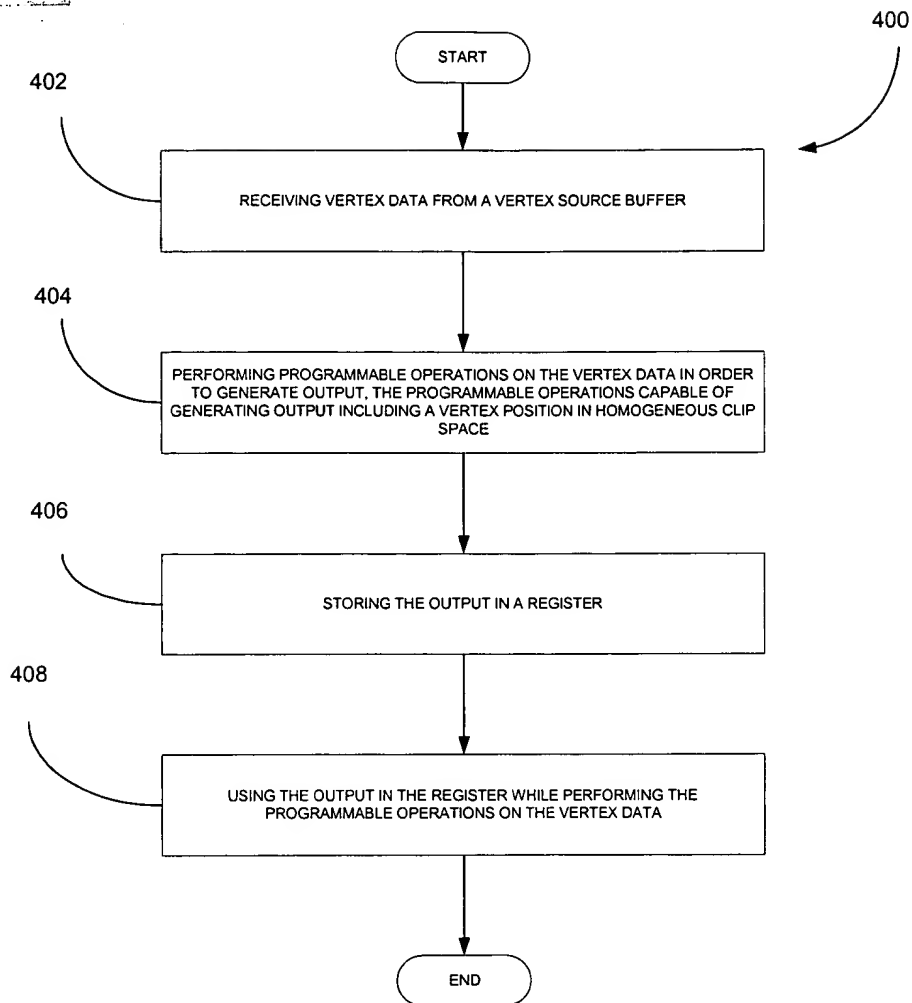 400
START
402
RECEIVING VERTEX DATA FROM A VERTEX SOURCE BUFFER
404
PERFORMING PROGRAMMABLE OPERATIONS ON THE VERTEX DATA IN ORDER
TO GENERATE OUTPUT, THE PROGRAMMABLE OPERATIONS CAPABLE OF
GENERATING OUTPUT INCLUDING A VERTEX POSITION IN HOMOGENEOUS CLIP
SPACE
406
STORING THE OUTPUT IN A REGISTER
408
USING THE OUTPUT IN THE REGISTER WHILE PERFORMING THE
PROGRAMMABLE OPERATIONS ON THE VERTEX DATA
END